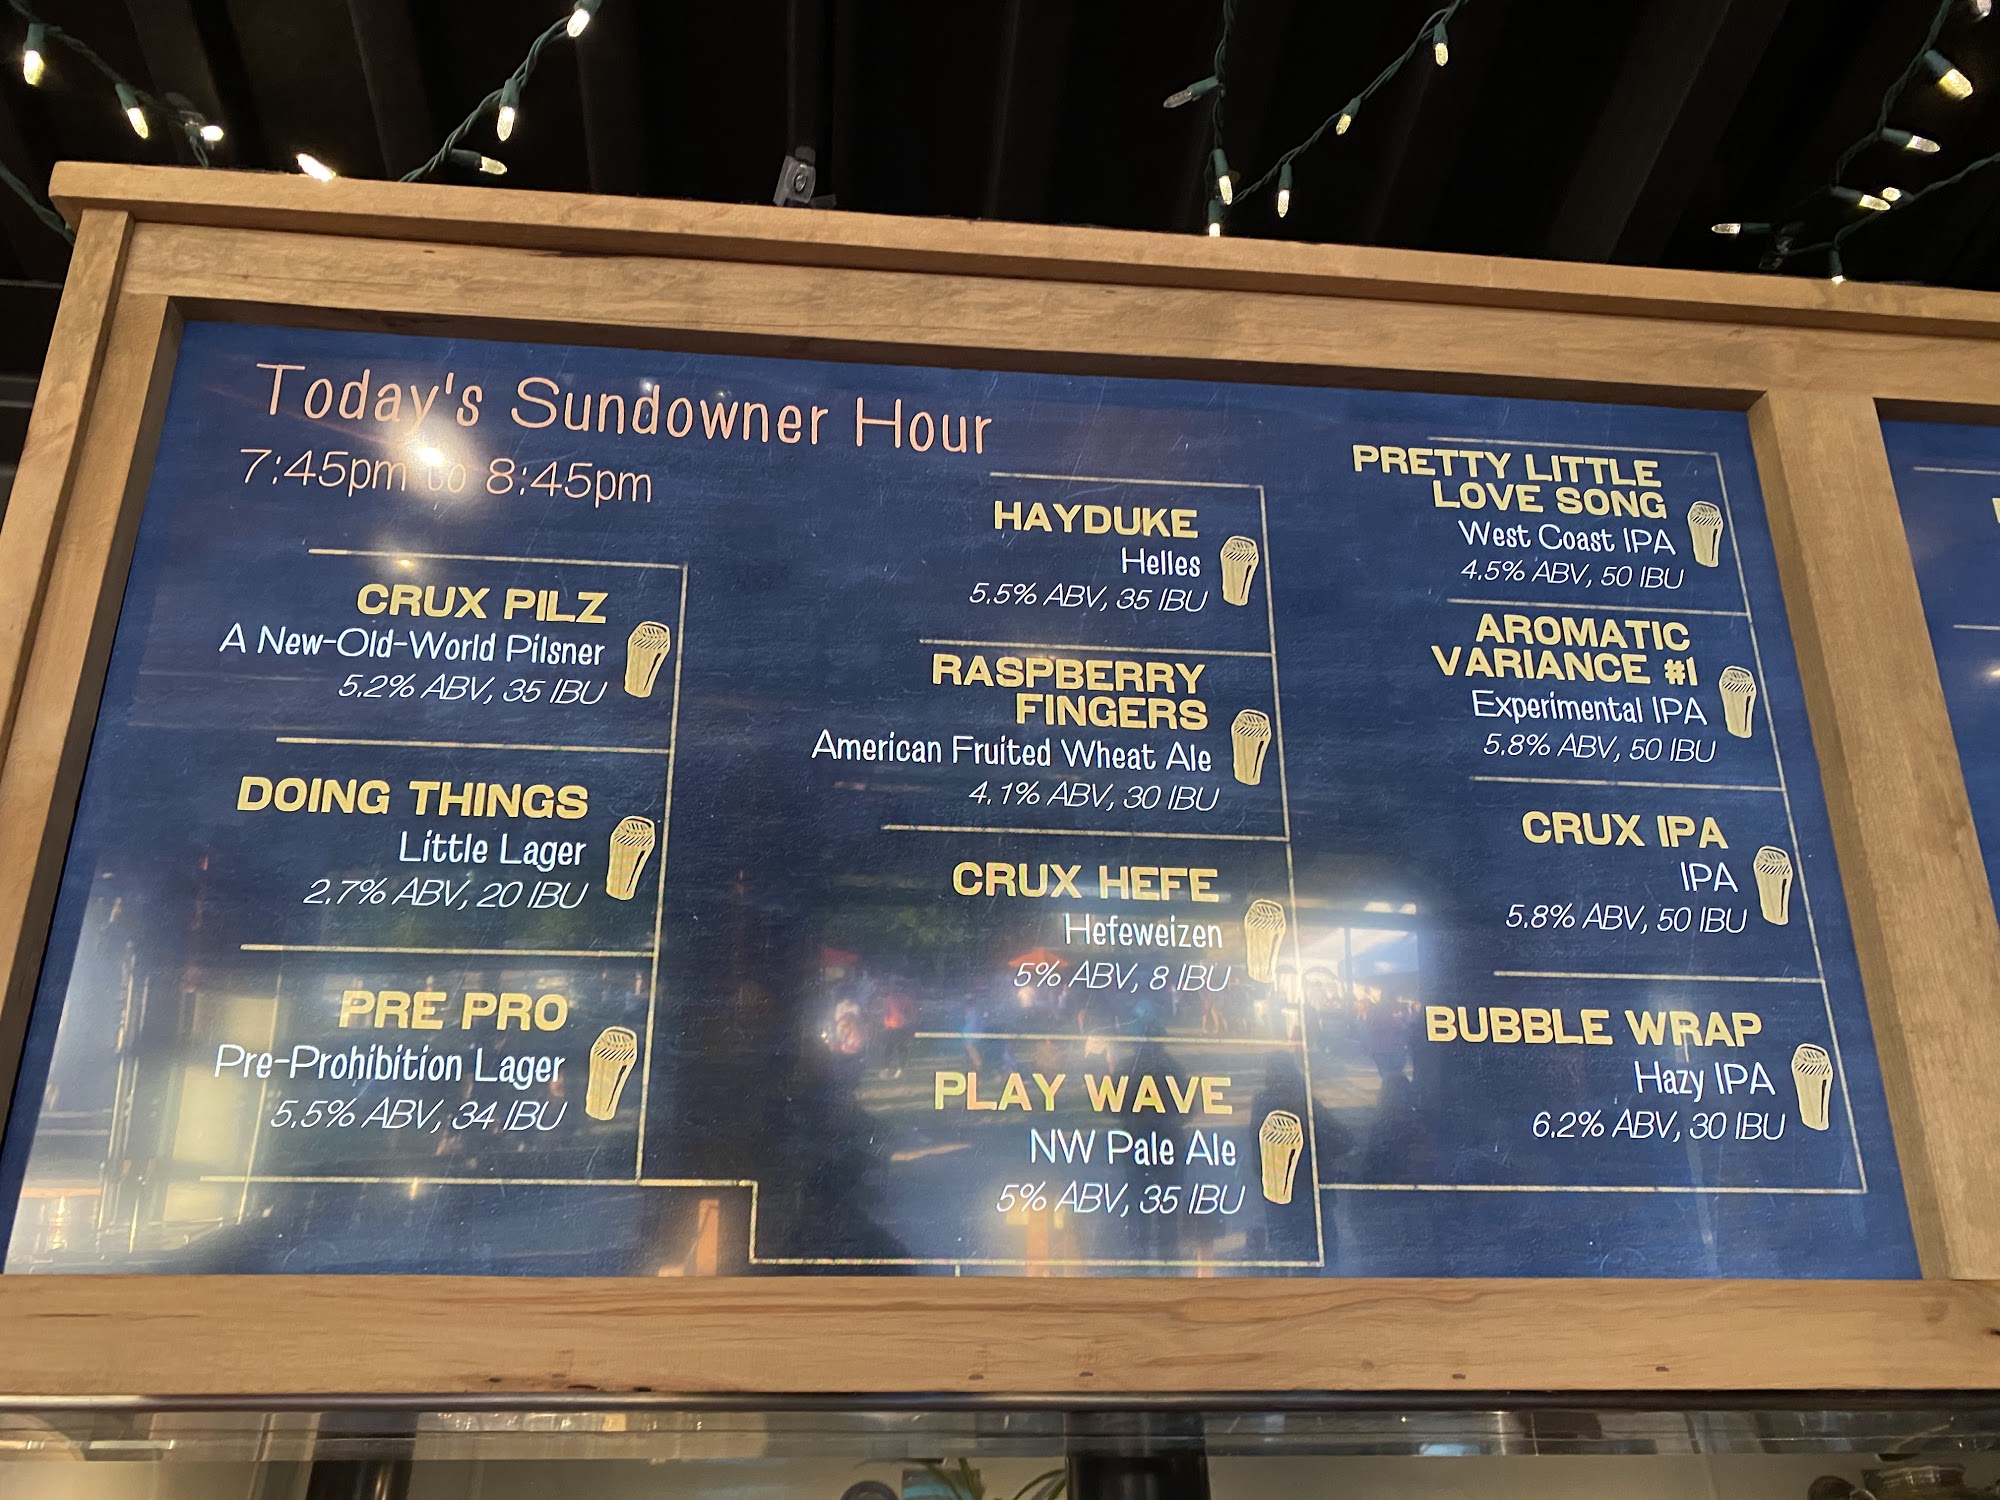 Today's Sundowner Hour
7:45pm to 8:45pm
CRUX PILZ
A New-Old-World Pilsner
5.2% ABV, 35 IBU
DOING THINGS
Little Lager
2.7% ABV, 20 IBU
PRE PRO
Pre-Prohibition Lager
5.5% ABV, 34 IBU
HAYDUKE
Helles
5.5% ABV, 35 IBU
RASPBERRY
FINGERS
American Fruited Wheat Ale
4.1% ABV, 30 IBU
CRUX HEFE
Hefeweizen
5% ABV, 8 IBU
PLAY WAVE
NW Pale Ale
5% ABV, 35 IBU
PRETTY LITTLE
LOVE SONG
West Coast IPA
4.5% ABV, 50 IBU
AROMATIC
VARIANCE #1
Experimental IPA
5.8% ABV, 50 IBU
CRUX IPA
IPA
5.8% ABV, 50 IBU
BUBBLE WRAP
Hazy IPA
6.2% ABV, 30 IBU